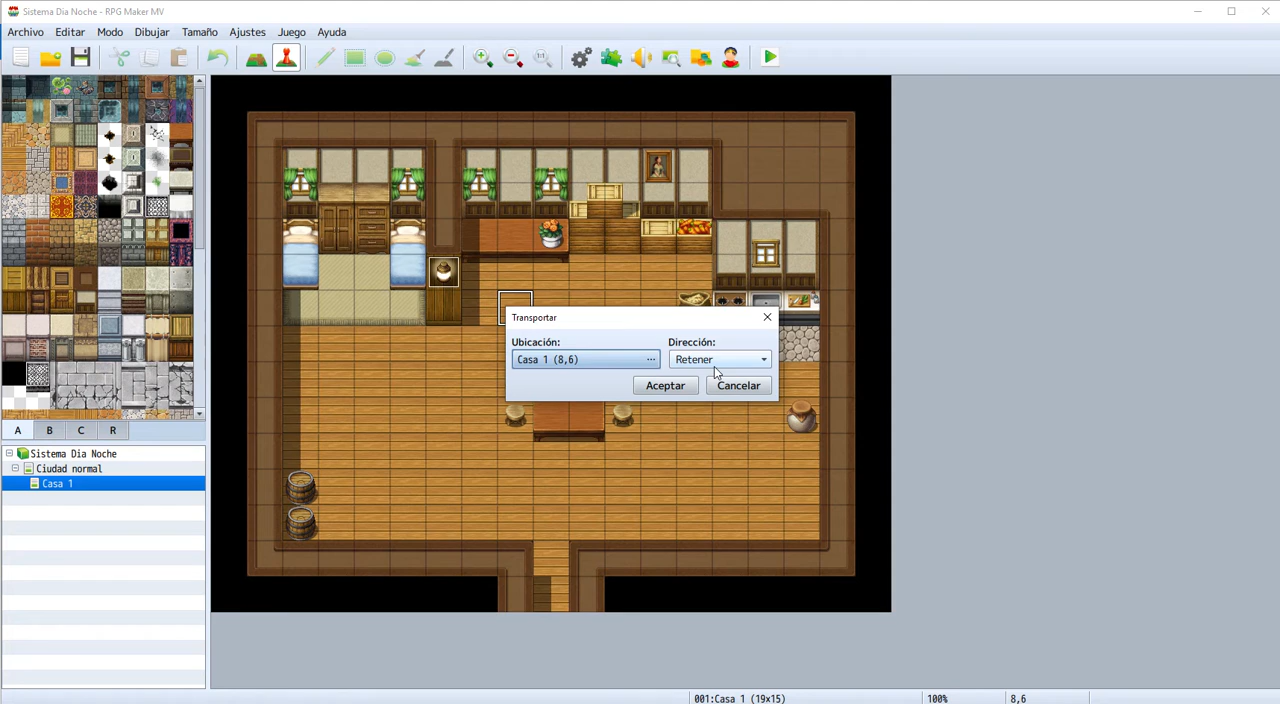 Sistema Dia Noche - RPG Maker MV
Archivo Editar Modo Dibujar Tamaño Ajustes Juego Ayuda
1:1
Transportar
Ubicación: Dirección:
Casa 1 (8,6) ... Retener
Aceptar Cancelar
A B C R
Sistema Dia Noche
Ciudad normal
Casa 1
001:Casa 1 (19x15) 100% 8,6